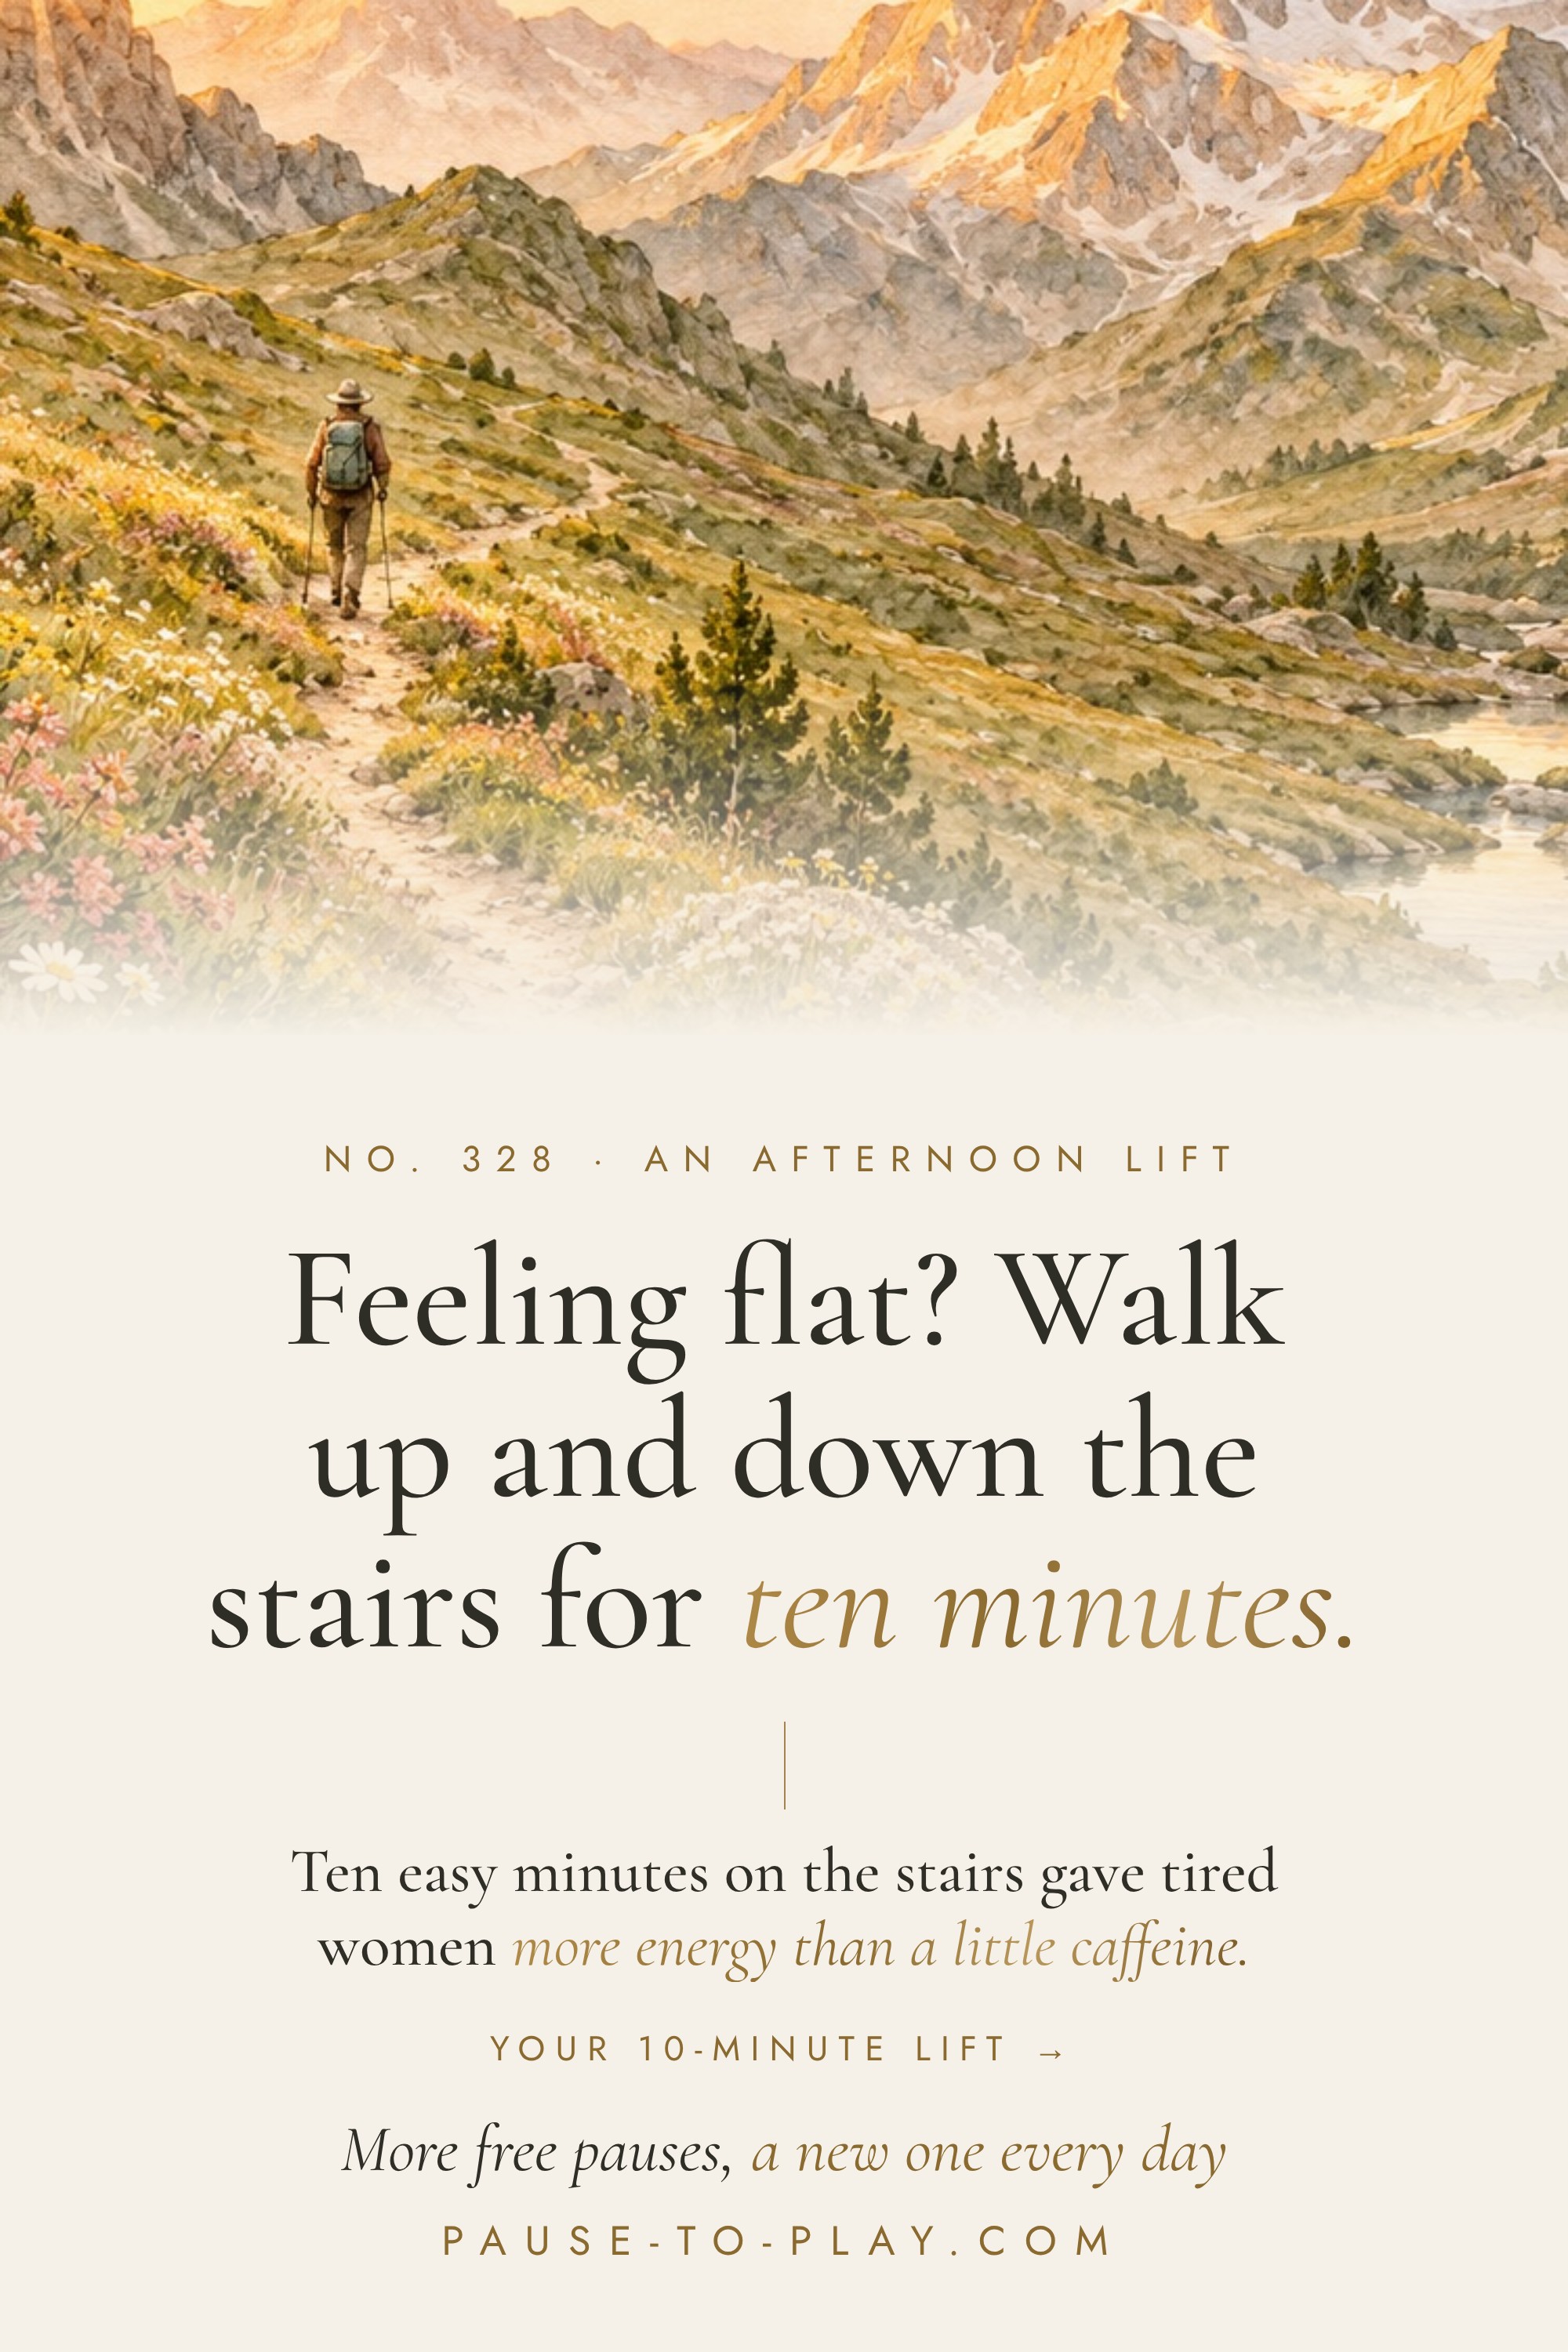 NO. 328 · AN AFTERNOON LIFT
Feeling flat? Walk
up and down the
stairs for ten minutes.
Ten easy minutes on the stairs gave tired
women more energy than a little caffeine.
YOUR 10-MINUTE LIFT →
More free pauses, a new one every day
PAUSE-TO-PLAY.COM